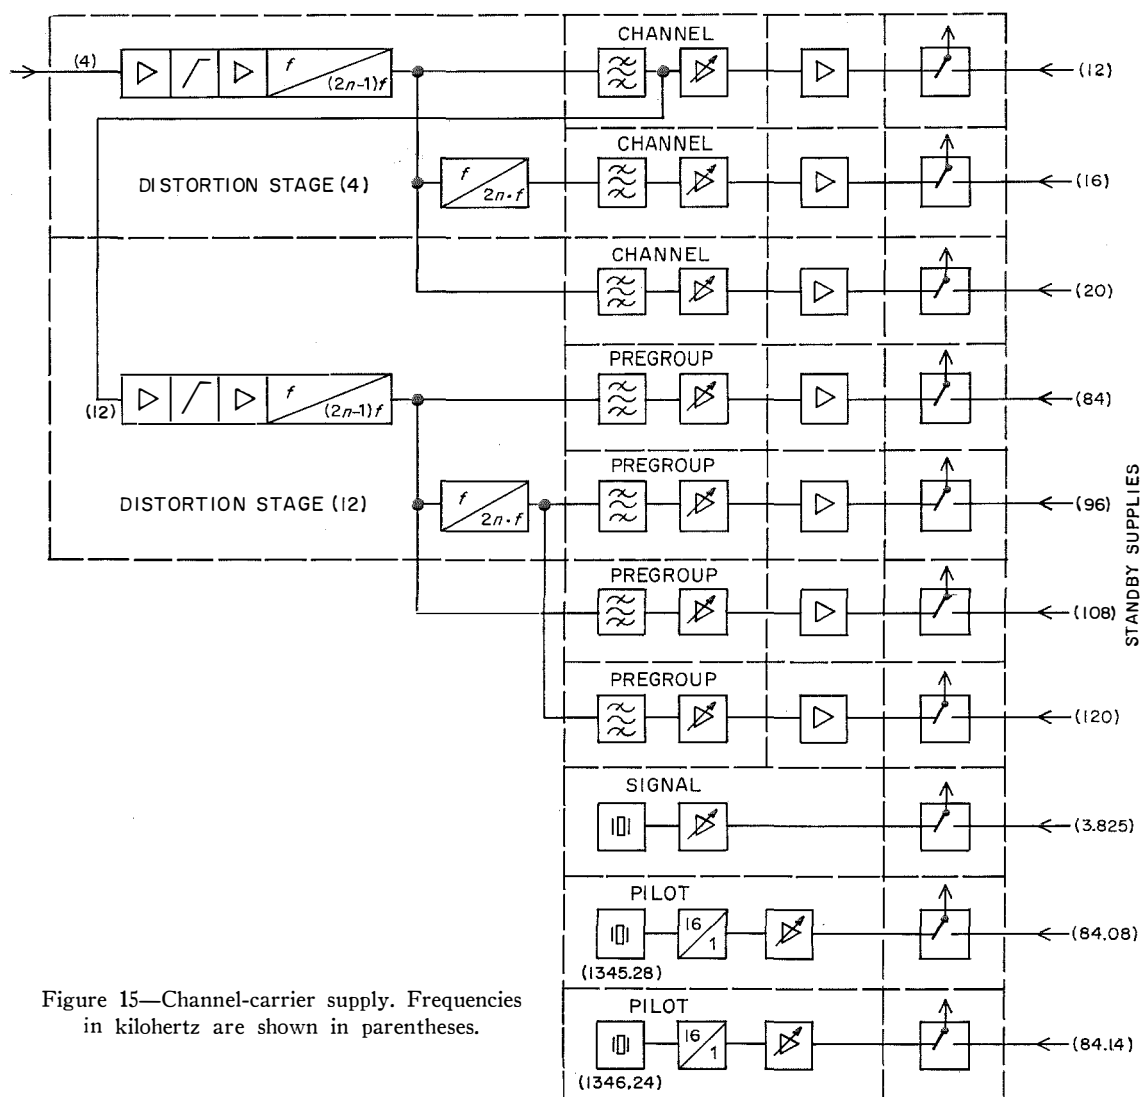 CHANNEL
(4)
f
(2n-1)f
(12)
CHANNEL
DISTORTION STAGE (4)
f
2n·f
(16)
CHANNEL
(20)
PREGROUP
(12)
f
(2n-1)f
(84)
PREGROUP
DISTORTION STAGE (12)
f
2n·f
(96)
STANDBY SUPPLIES
PREGROUP
(108)
PREGROUP
(120)
SIGNAL
(3.825)
PILOT
16
1
(84.08)
(1345.28)
Figure 15—Channel-carrier supply. Frequencies
in kilohertz are shown in parentheses.
PILOT
16
1
(84.14)
(1346.24)